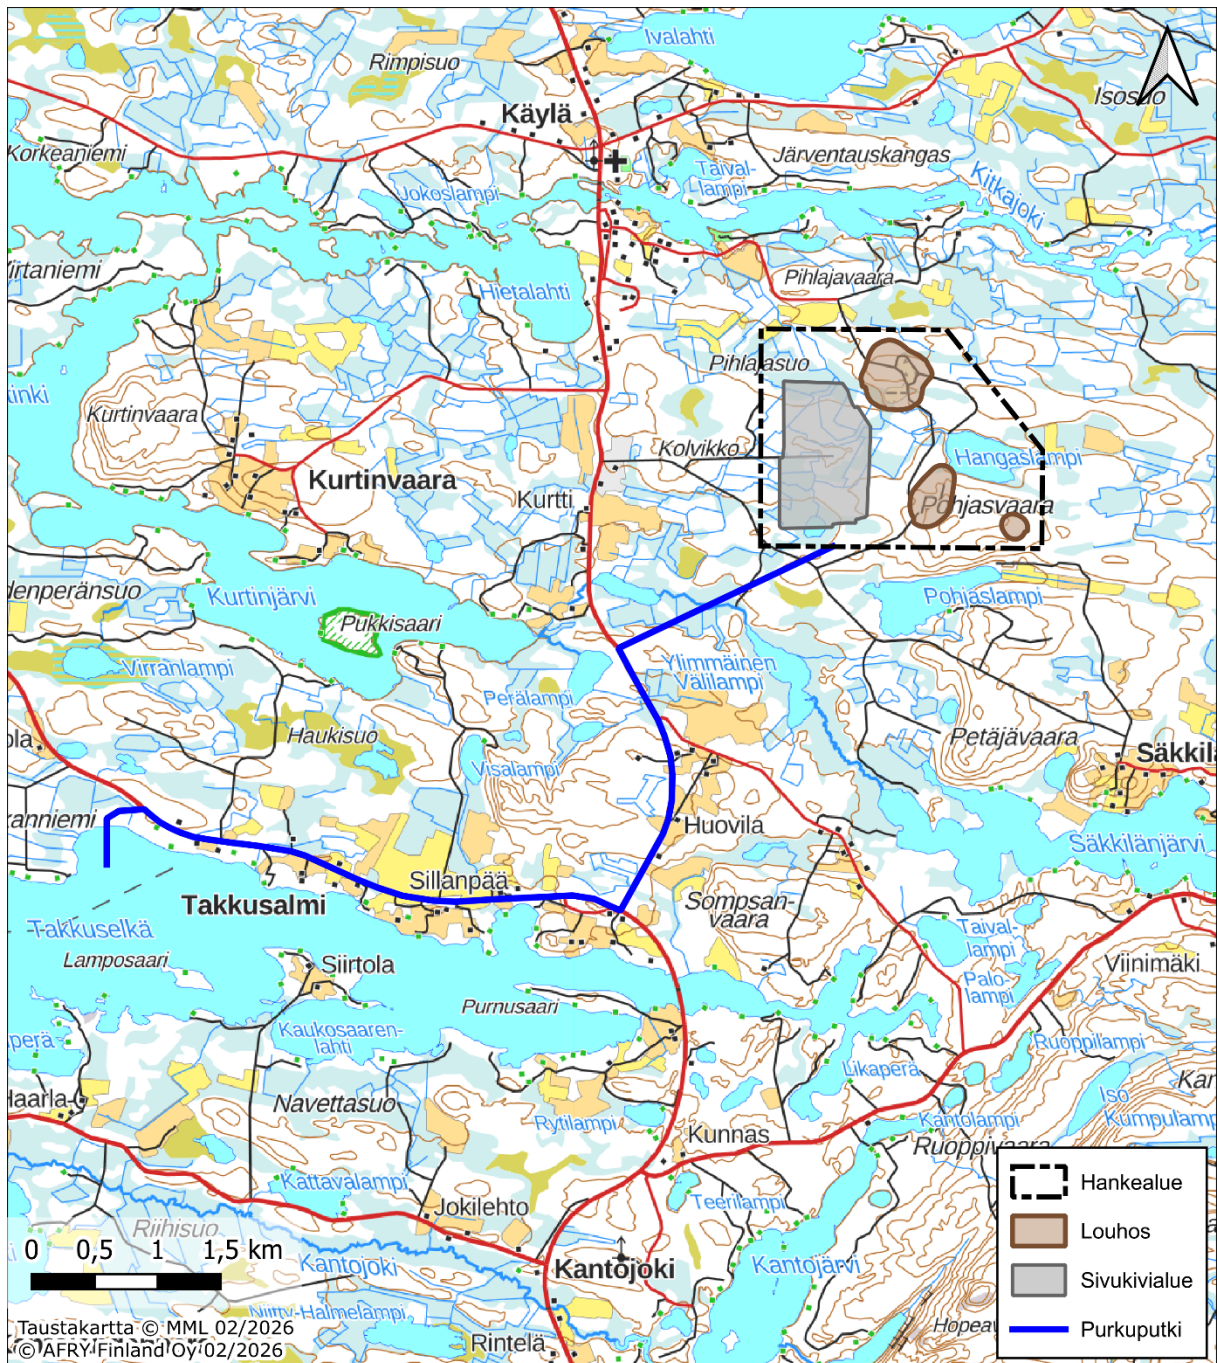 Ivalahti
Rimpisuo
Isosuo
Käylä
Korkeaniemi
Järventauskangas
Taival-
lampi
Jokoslampi
Kitkajoki
irtaniemi
Pihlajavaara
Hietalahti
Pihlajasuo
inki
Kurtinvaara
Kolvikko
Hangaslampi
Kurtinvaara
Kurtti
Pohjasvaara
denperänsuo
Kurtinjärvi
Pohjaslampi
Pukkisaari
Virranlampi
Ylimmäinen
Välilampi
Perälampi
ola
Haukisuo
Petäjävaara
Säkkilä
Visalampi
kanniemi
Huovila
Säkkilänjärvi
Sillanpää
Takkusalmi
Sompsan-
vaara
Takkuselkä
Taival-
lampi
Lamposaari
Siirtola
Viinimäki
Palo-
lampi
Purnusaari
Kaukosaaren-
lahti
perä
Ruoppilampi
Likaperä
Haarla
Navettasuo
Kar
Iso
Kumpulamp
Rytilampi
Kantolampi
Kunnas
Ruoppivaara
Kattavalampi
Teerilampi
Jokilehto
Riihisuo
Kantojoki
Kantojoki
Kantojärvi
Niitty-Halmelampi
Rintelä
Hopeav
0 0,5 1 1,5 km
Taustakartta © MML 02/2026
© AFRY Finland Oy 02/2026
Hankealue
Louhos
Sivukivialue
Purkuputki